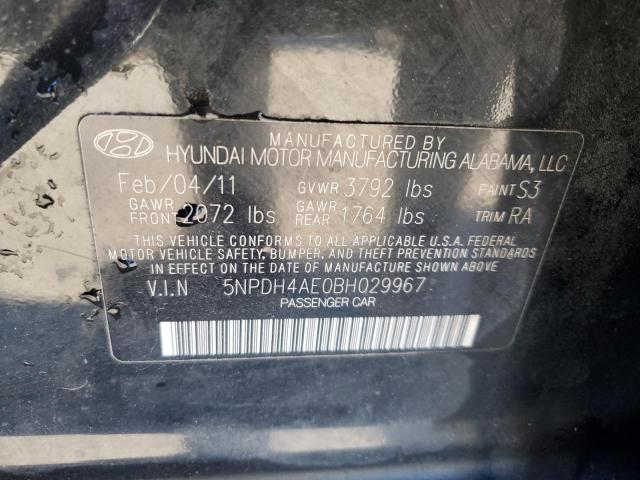 MANUFACTURED BY
HYUNDAI MOTOR MANUFACTURING ALABAMA, LLC
Feb/04/11 GVWR 3792 lbs PAINT S3
GAWR FRONT 2072 lbs GAWR REAR 1764 lbs TRIM RA
THIS VEHICLE CONFORMS TO ALL APPLICABLE U.S.A. FEDERAL
MOTOR VEHICLE SAFETY, BUMPER, AND THEFT PREVENTION STANDARDS
IN EFFECT ON THE DATE OF MANUFACTURE SHOWN ABOVE
V.I.N 5NPDH4AE0BH029967
PASSENGER CAR